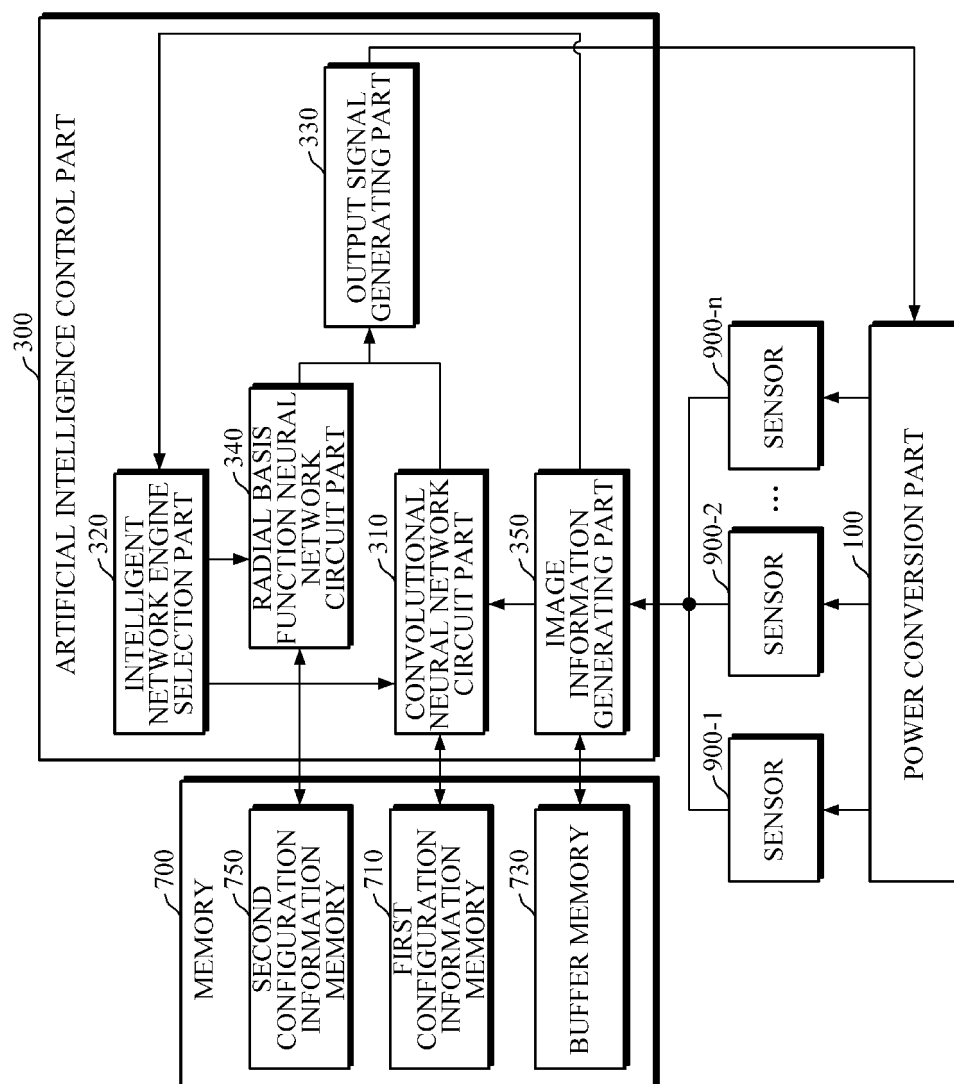 300
ARTIFICIAL INTELLIGENCE CONTROL PART
320
INTELLIGENT
NETWORK ENGINE
SELECTION PART
340
RADIAL BASIS
FUNCTION NEURAL
NETWORK
CIRCUIT PART
330
OUTPUT SIGNAL
GENERATING PART
310
CONVOLUTIONAL
NEURAL NETWORK
CIRCUIT PART
350
IMAGE
INFORMATION
GENERATING PART
700
MEMORY
750
SECOND
CONFIGURATION
INFORMATION
MEMORY
710
FIRST
CONFIGURATION
INFORMATION
MEMORY
730
BUFFER MEMORY
900-1
SENSOR
900-2
SENSOR
...
900-n
SENSOR
100
POWER CONVERSION PART